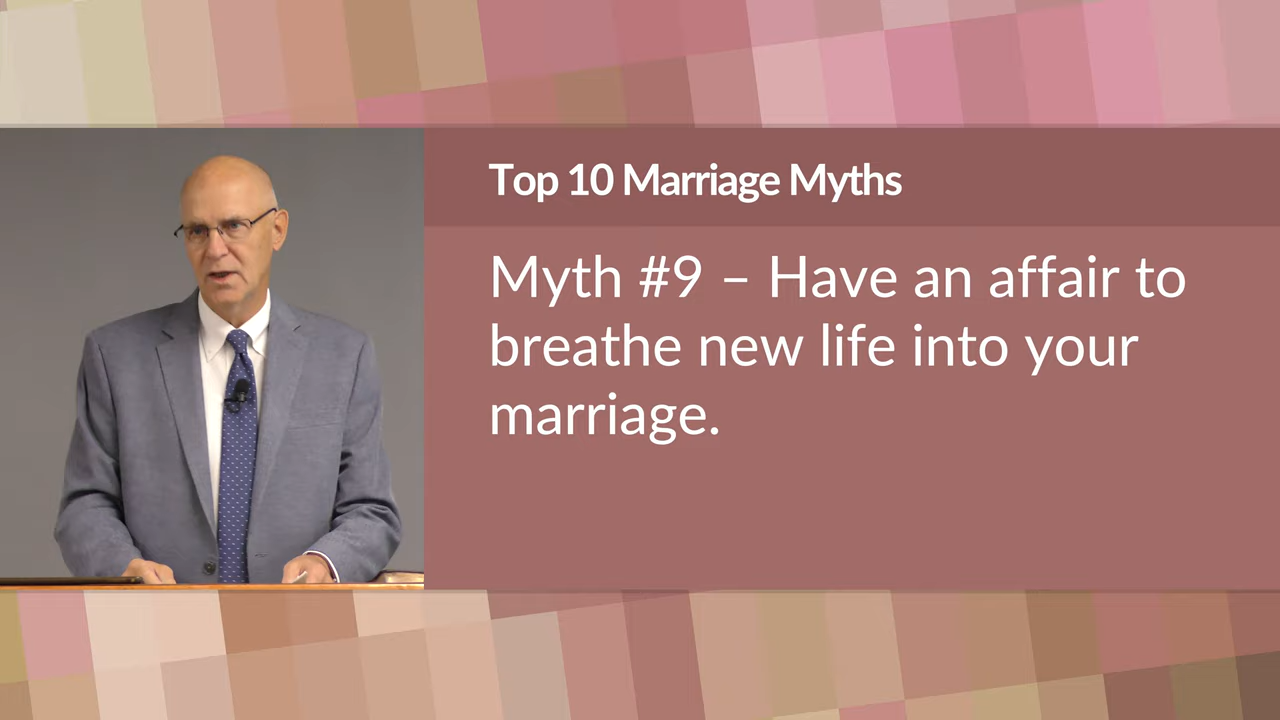 Top 10 Marriage Myths
Myth #9 – Have an affair to
breathe new life into your
marriage.